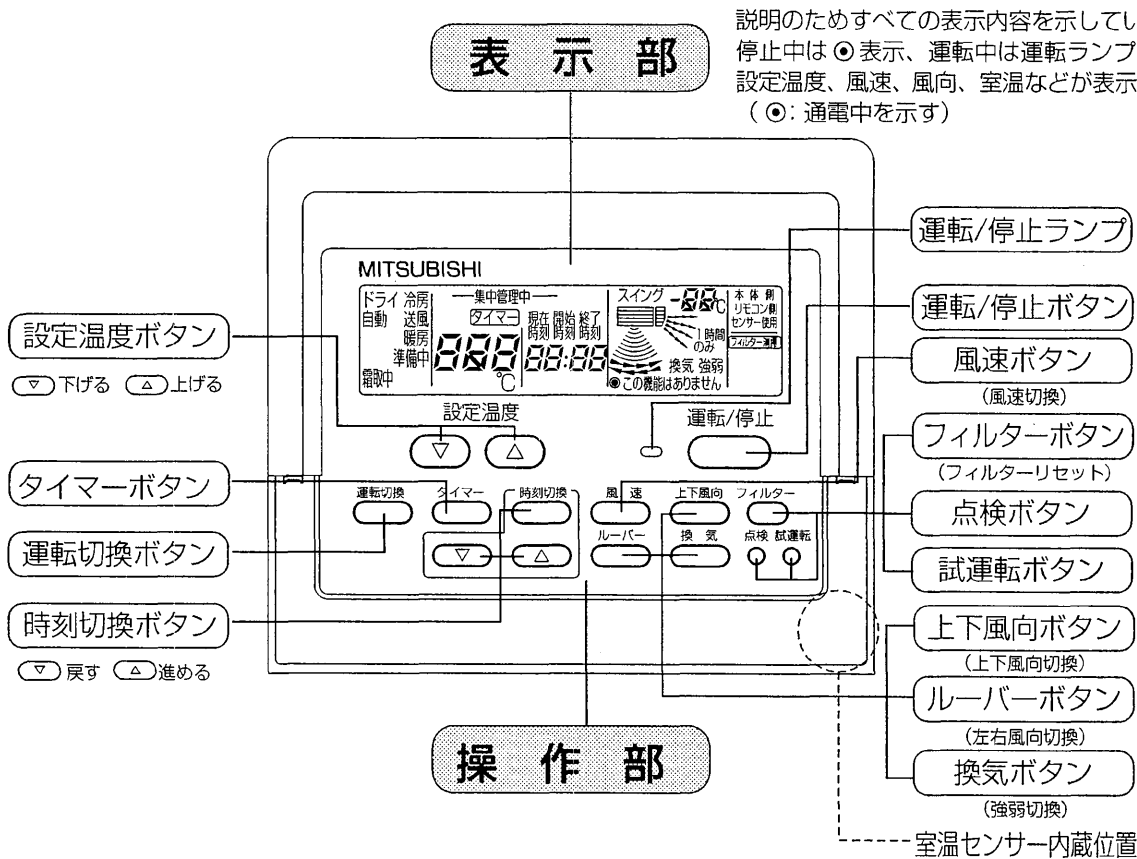 説明のためすべての表示内容を示してい
停止中は⦿表示、運転中は運転ランプ
設定温度、風速、風向、室温などが表示
(⦿:通電中を示す)
表示部
MITSUBISHI
ドライ 冷房
自動 送風
暖房
準備中
霜取中
集中管理中
タイマー
888
℃
現在 開始 終了
時刻 時刻 時刻
88:88
スイング
-88℃
1時間
のみ
換気 強弱
⦿この機能はありません
本体側
リモコン側
センサー使用
フィルター清掃
設定温度
▽ △
運転/停止
運転切換
タイマー
時刻切換
▽ △
風速
上下風向
フィルター
ルーバー
換気
点検 試運転
設定温度ボタン
▽下げる △上げる
タイマーボタン
運転切換ボタン
時刻切換ボタン
▽戻す △進める
運転/停止ランプ
運転/停止ボタン
風速ボタン
(風速切換)
フィルターボタン
(フィルターリセット)
点検ボタン
試運転ボタン
上下風向ボタン
(上下風向切換)
ルーバーボタン
(左右風向切換)
換気ボタン
(強弱切換)
室温センサー内蔵位置
操作部